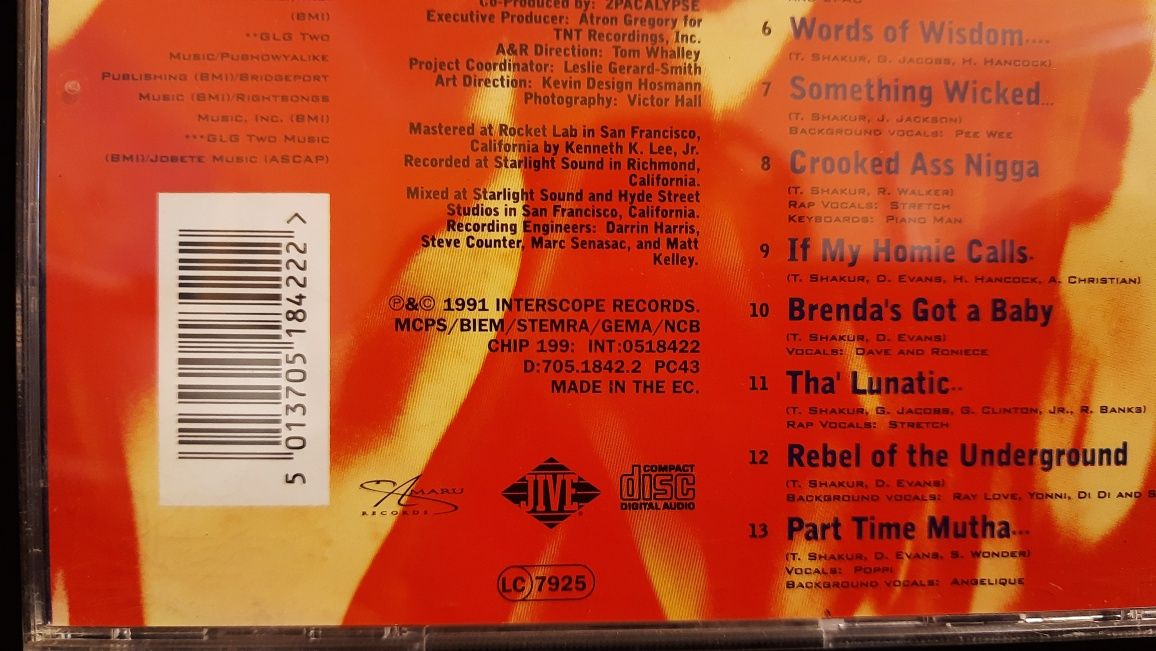 (BMI)
**GLG Two
Music/Pubhowyalike
Publishing (BMI)/Bridgeport
Music (BMI)/Rightsongs
Music, Inc. (BMI)
***GLG Two Music
(BMI)/Jobete Music (ASCAP)
5 013705 184222 >
Co-Produced by: 2PACALYPSE
Executive Producer: Atron Gregory for
TNT Recordings, Inc.
A&R Direction: Tom Whalley
Project Coordinator: Leslie Gerard-Smith
Art Direction: Kevin Design Hosmann
Photography: Victor Hall
Mastered at Rocket Lab in San Francisco,
California by Kenneth K. Lee, Jr.
Recorded at Starlight Sound in Richmond,
California.
Mixed at Starlight Sound and Hyde Street
Studios in San Francisco, California.
Recording Engineers: Darrin Harris,
Steve Counter, Marc Senasac, and Matt
Kelley.
℗&© 1991 INTERSCOPE RECORDS.
MCPS/BIEM/STEMRA/GEMA/NCB
CHIP 199: INT:0518422
D:705.1842.2 PC43
MADE IN THE EC.
Amaru
RECORDS
JIVE
COMPACT
disc
DIGITAL AUDIO
LC 7925
6 Words of Wisdom....
(T. Shakur, G. Jacobs, H. Hancock)
7 Something Wicked...
(T. Shakur, J. Jackson)
Background vocals: Pee Wee
8 Crooked Ass Nigga
(T. Shakur, R. Walker)
Rap Vocals: Stretch
Keyboards: Piano Man
9 If My Homie Calls.
(T. Shakur, D. Evans, H. Hancock, A. Christian)
10 Brenda's Got a Baby
(T. Shakur, D. Evans)
Vocals: Dave and Roniece
11 Tha' Lunatic..
(T. Shakur, G. Jacobs, G. Clinton, Jr., R. Banks)
Rap Vocals: Stretch
12 Rebel of the Underground
(T. Shakur, D. Evans)
Background vocals: Ray Love, Yonni, Di Di and S
13 Part Time Mutha...
(T. Shakur, D. Evans, S. Wonder)
Vocals: Poppi
Background vocals: Angelique